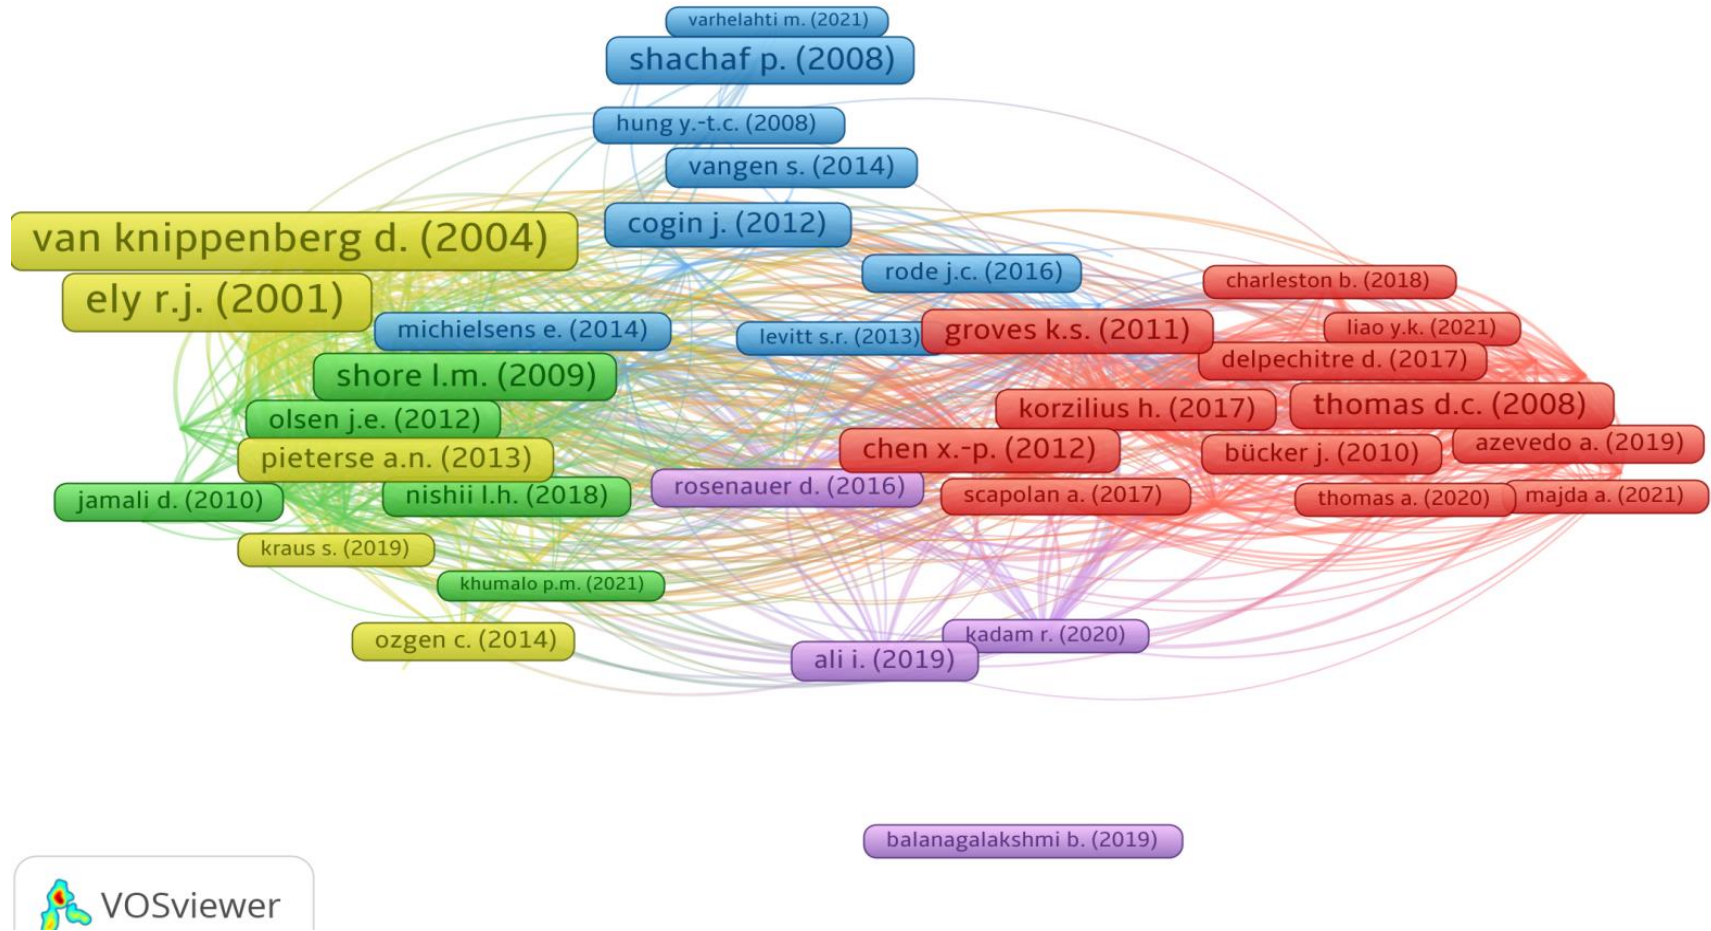 varhelahti m. (2021)
shachaf p. (2008)
hung y.-t.c. (2008)
vangen s. (2014)
cogin j. (2012)
van knippenberg d. (2004)
rode j.c. (2016)
charleston b. (2018)
ely r.j. (2001)
michielsens e. (2014)
levitt s.r. (2013)
groves k.s. (2011)
liao y.k. (2021)
delpechitre d. (2017)
shore l.m. (2009)
olsen j.e. (2012)
korzilius h. (2017)
thomas d.c. (2008)
pieterse a.n. (2013)
chen x.-p. (2012)
bücker j. (2010)
azevedo a. (2019)
jamali d. (2010)
nishii l.h. (2018)
rosenauer d. (2016)
scapolan a. (2017)
thomas a. (2020)
majda a. (2021)
kraus s. (2019)
khumalo p.m. (2021)
ozgen c. (2014)
kadam r. (2020)
ali i. (2019)
balanagalakshmi b. (2019)
VOSviewer